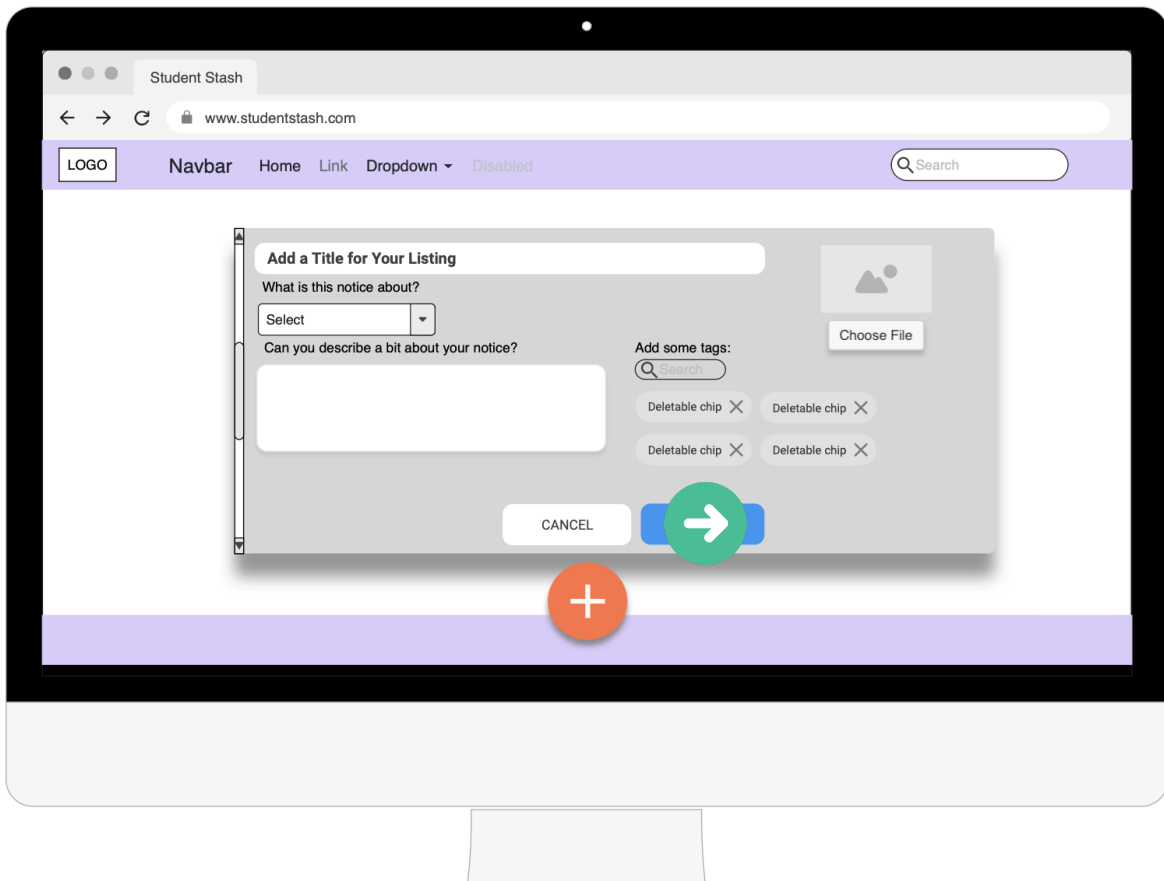 Student Stash
www.studentstash.com
LOGO
Navbar Home Link Dropdown Disabled
Search
Add a Title for Your Listing
What is this notice about?
Select
Can you describe a bit about your notice?
Choose File
Add some tags:
Search
Deletable chip
Deletable chip
Deletable chip
Deletable chip
CANCEL